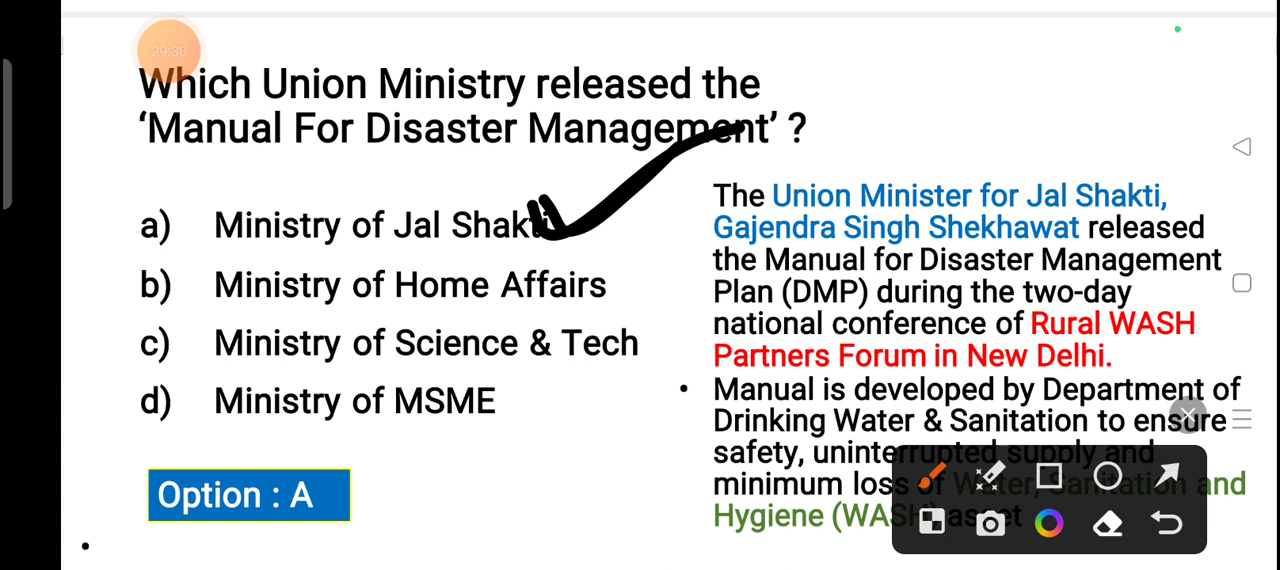 29:30
Which Union Ministry released the
‘Manual For Disaster Management’ ?
a) Ministry of Jal Shakti
b) Ministry of Home Affairs
c) Ministry of Science & Tech
d) Ministry of MSME
Option : A
The Union Minister for Jal Shakti,
Gajendra Singh Shekhawat released
the Manual for Disaster Management
Plan (DMP) during the two-day
national conference of Rural WASH
Partners Forum in New Delhi.
• Manual is developed by Department of
Drinking Water & Sanitation to ensure
safety, uninterrupted supply and
minimum loss of Water, Sanitation and
Hygiene (WASH) asset